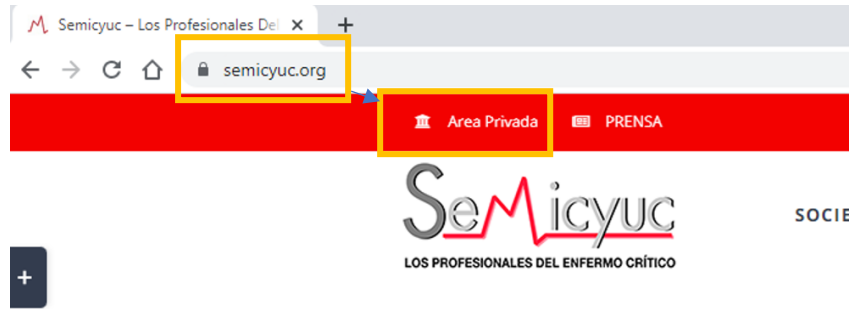 Semicyuc – Los Profesionales Del
semicyuc.org
Area Privada PRENSA
SeMicyuc
SOCIE
LOS PROFESIONALES DEL ENFERMO CRÍTICO